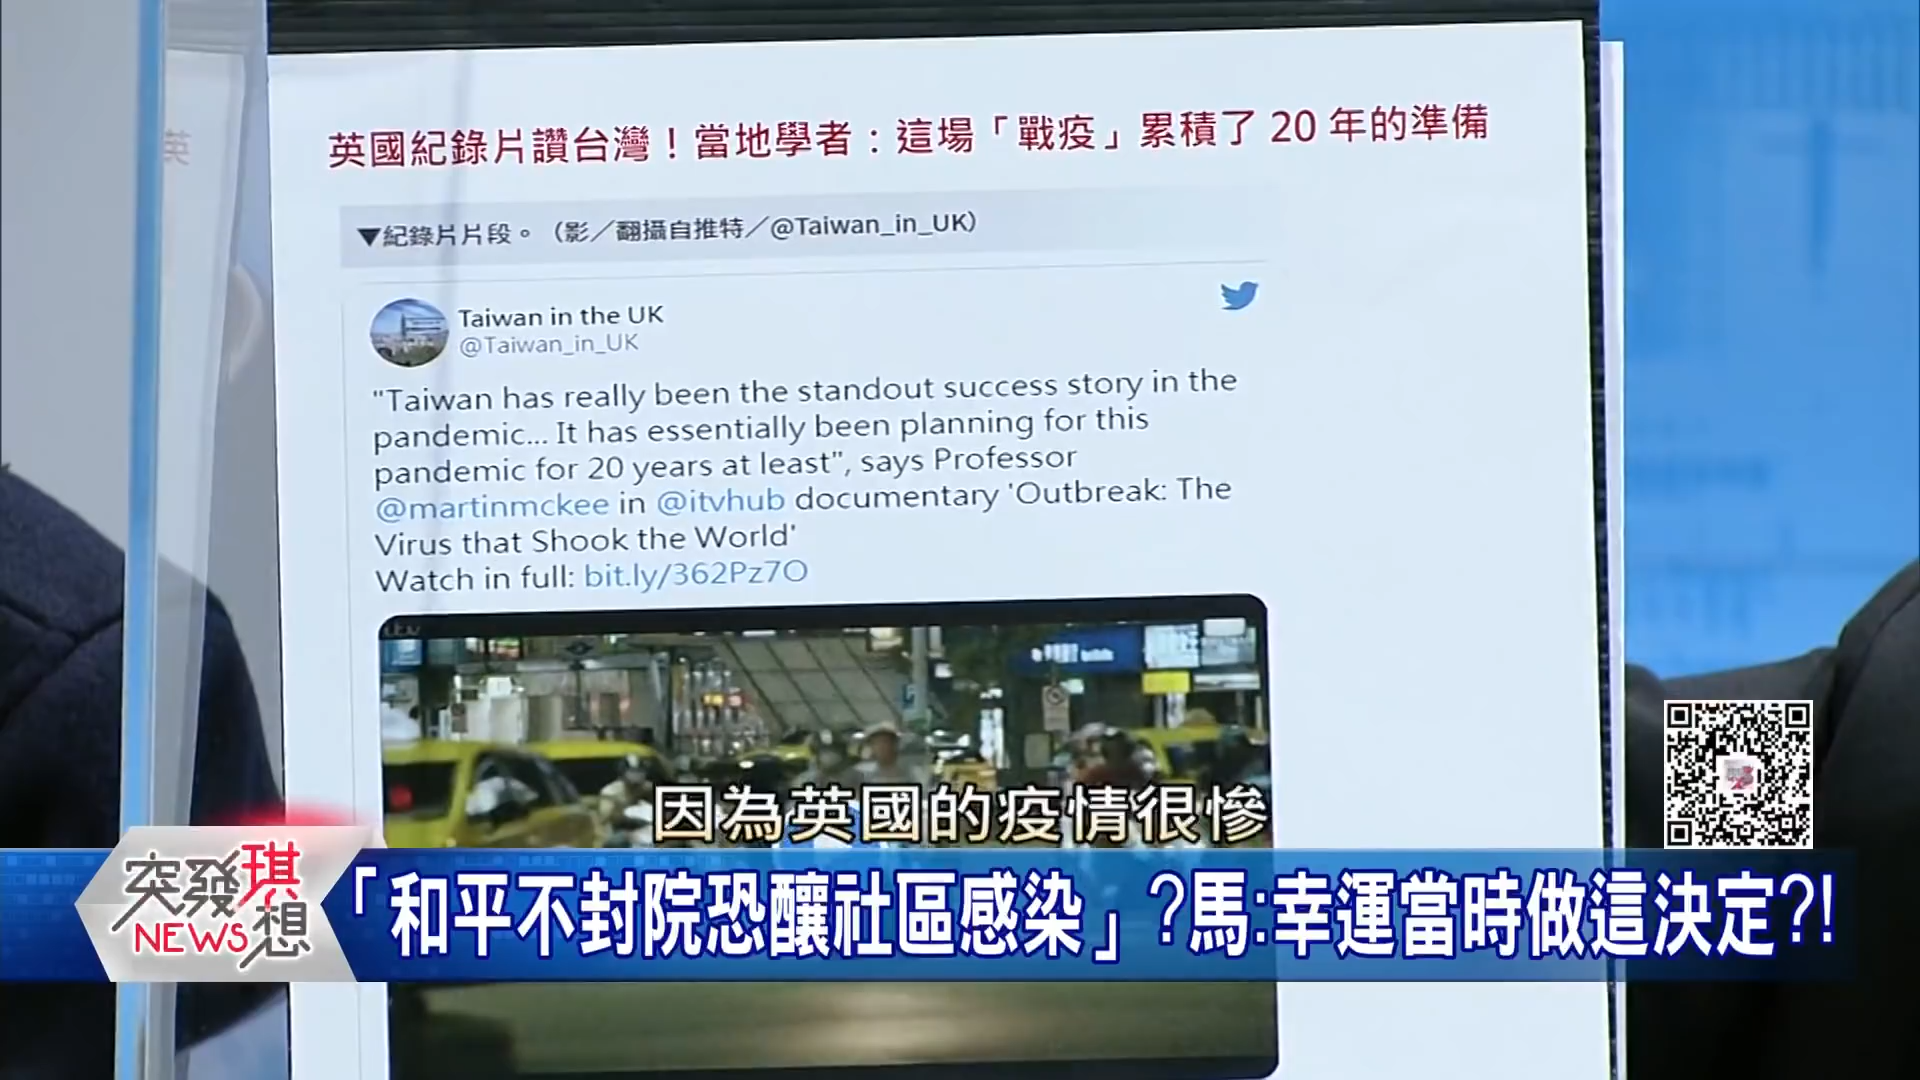 英國紀錄片讚台灣！當地學者：這場「戰疫」累積了 20 年的準備
▼紀錄片片段。（影／翻攝自推特／@Taiwan_in_UK）
Taiwan in the UK
@Taiwan_in_UK
"Taiwan has really been the standout success story in the
pandemic... It has essentially been planning for this
pandemic for 20 years at least", says Professor
@martinmckee in @itvhub documentary 'Outbreak: The
Virus that Shook the World'
Watch in full: bit.ly/362Pz7O
itv
因為英國的疫情很慘
突發琪想
NEWS
「和平不封院恐釀社區感染」?馬:幸運當時做這決定?!
英